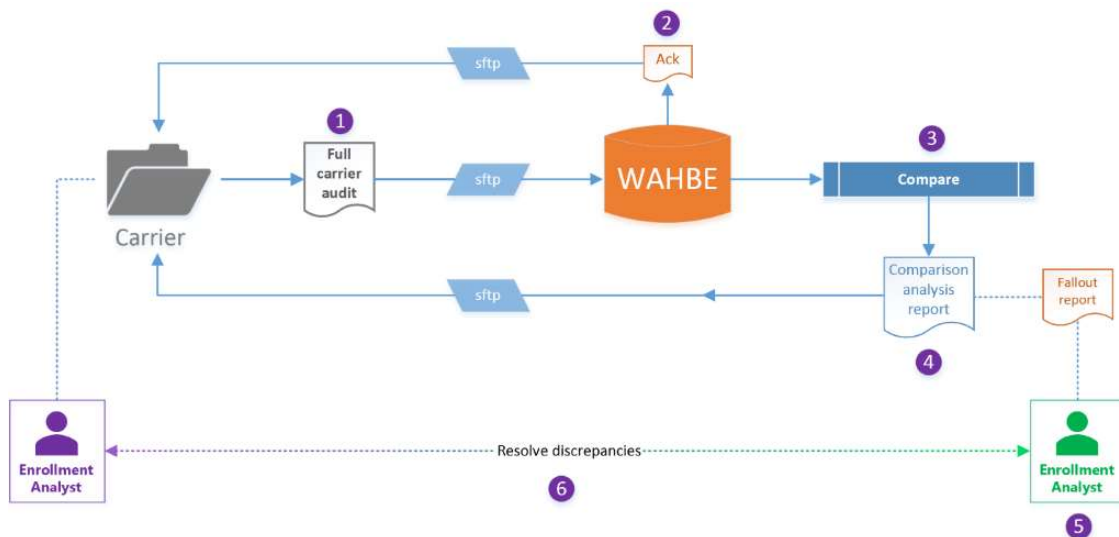 2
sftp
Ack
1
3
Full
carrier
audit
sftp
WAHBE
Compare
Carrier
sftp
Comparison
analysis
report
Fallout
report
4
Enrollment
Analyst
Resolve discrepancies
Enrollment
Analyst
6
5